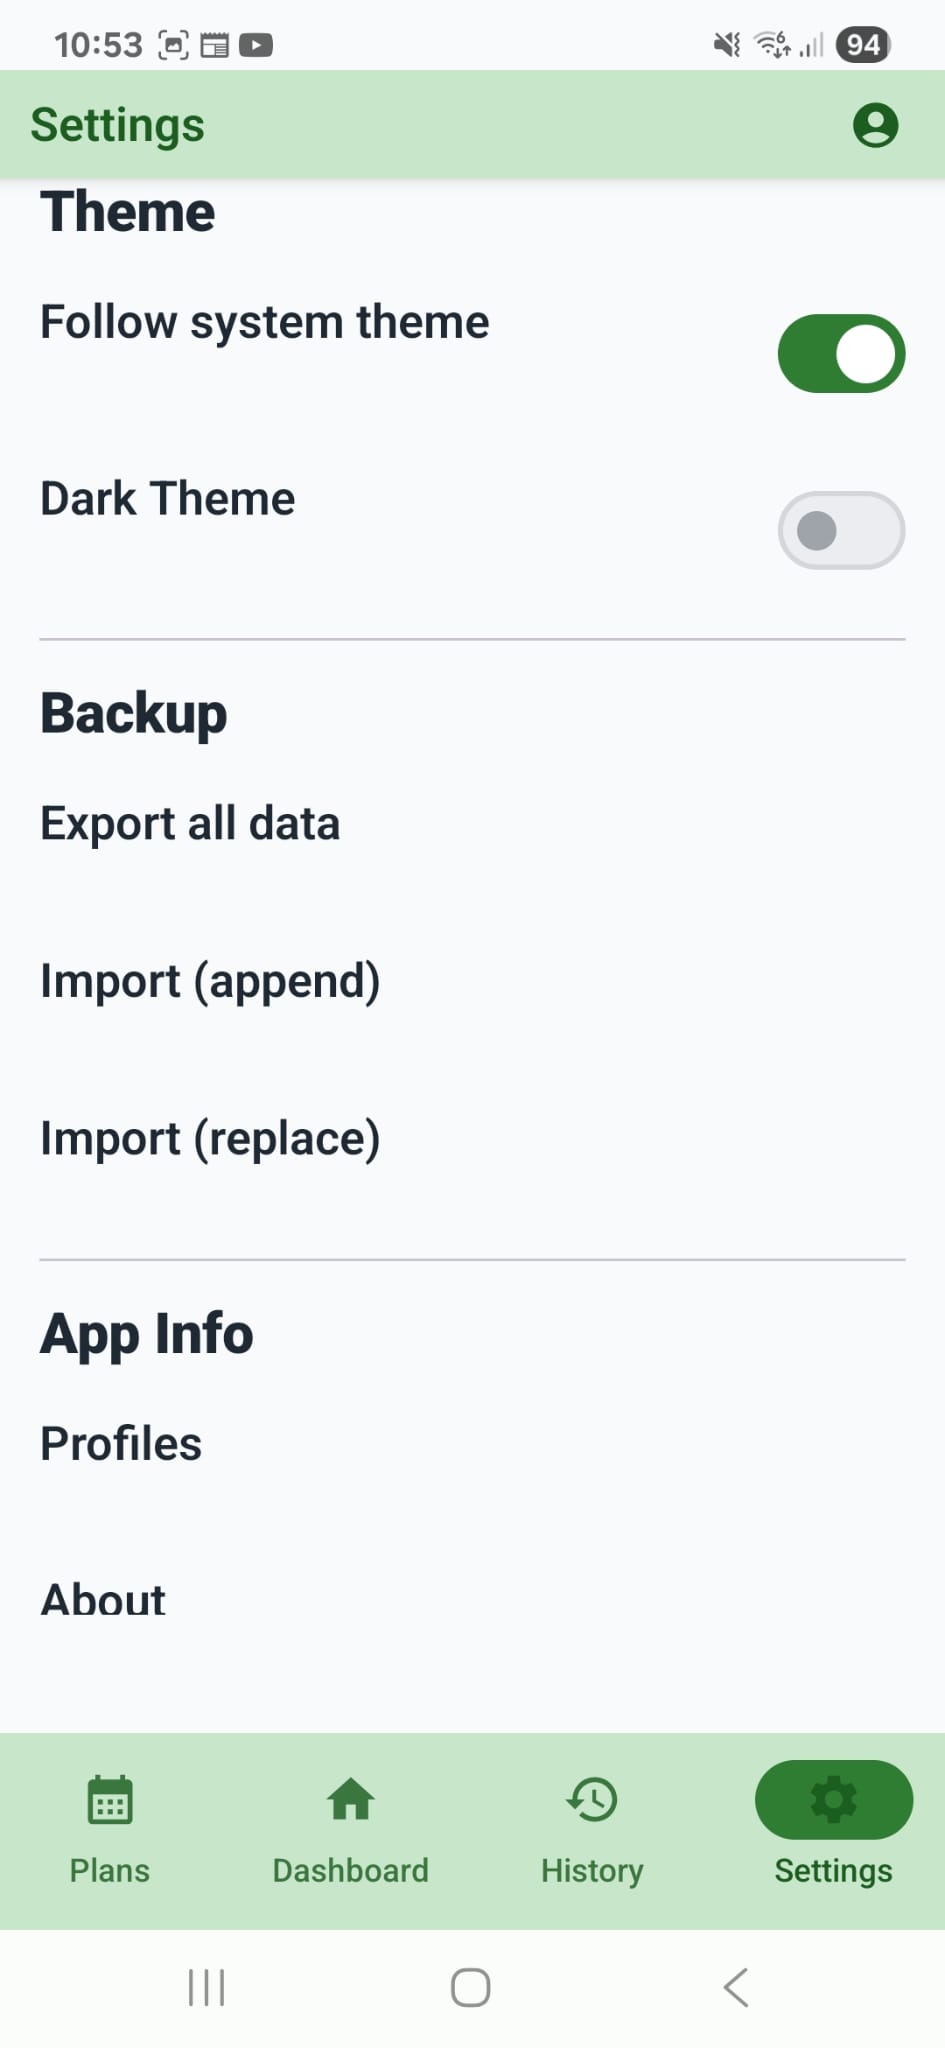 10:53
6
94
Settings
Theme
Follow system theme
Dark Theme
Backup
Export all data
Import (append)
Import (replace)
App Info
Profiles
About
Plans
Dashboard
History
Settings